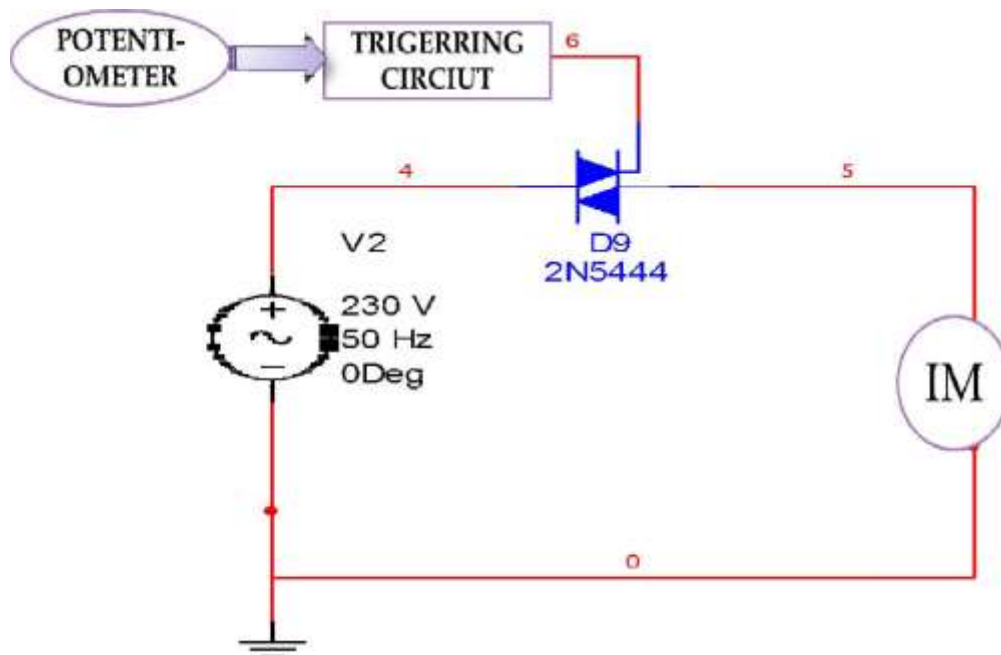 POTENTI-
OMETER
TRIGERRING
CIRCIUT
6
4
5
D9
2N5444
V2
230 V
50 Hz
0Deg
IM
0